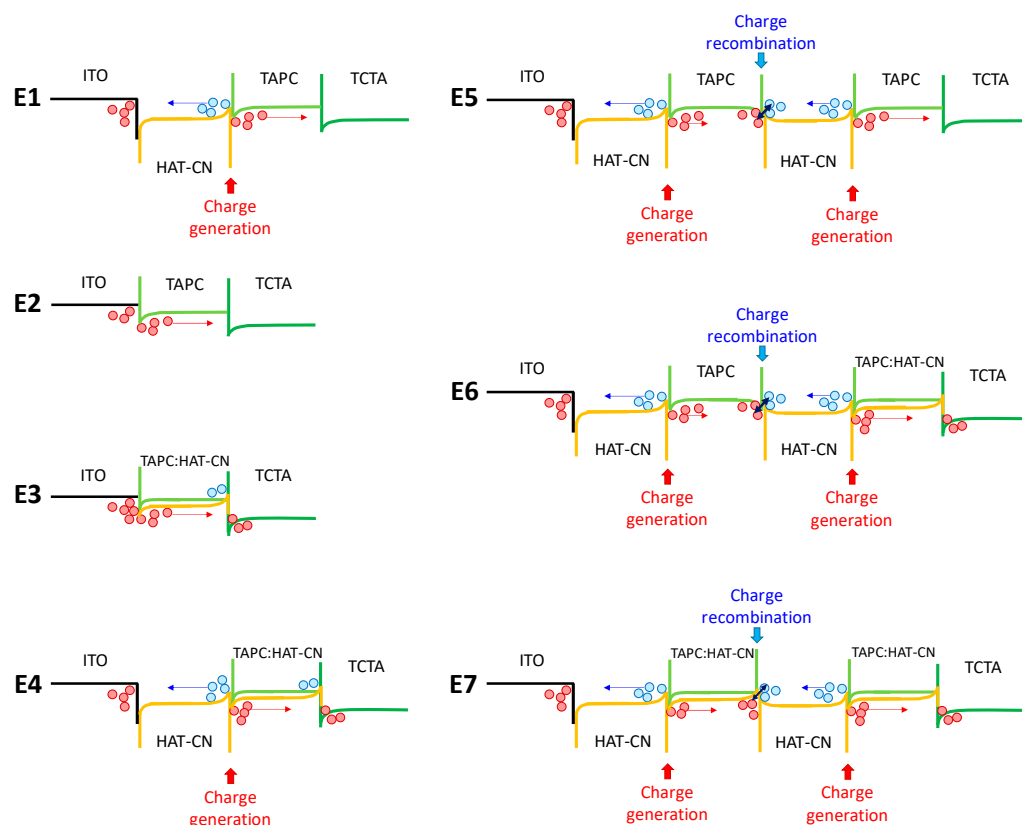 E1
ITO
TAPC
TCTA
HAT-CN
Charge
generation
E2
ITO
TAPC
TCTA
E3
ITO
TAPC:HAT-CN
TCTA
E4
ITO
TAPC:HAT-CN
TCTA
HAT-CN
Charge
generation
Charge
recombination
E5
ITO
TAPC
TAPC
TCTA
HAT-CN
HAT-CN
Charge
generation
Charge
generation
Charge
recombination
E6
ITO
TAPC
TAPC:HAT-CN
TCTA
HAT-CN
HAT-CN
Charge
generation
Charge
generation
Charge
recombination
E7
ITO
TAPC:HAT-CN
TAPC:HAT-CN
TCTA
HAT-CN
HAT-CN
Charge
generation
Charge
generation